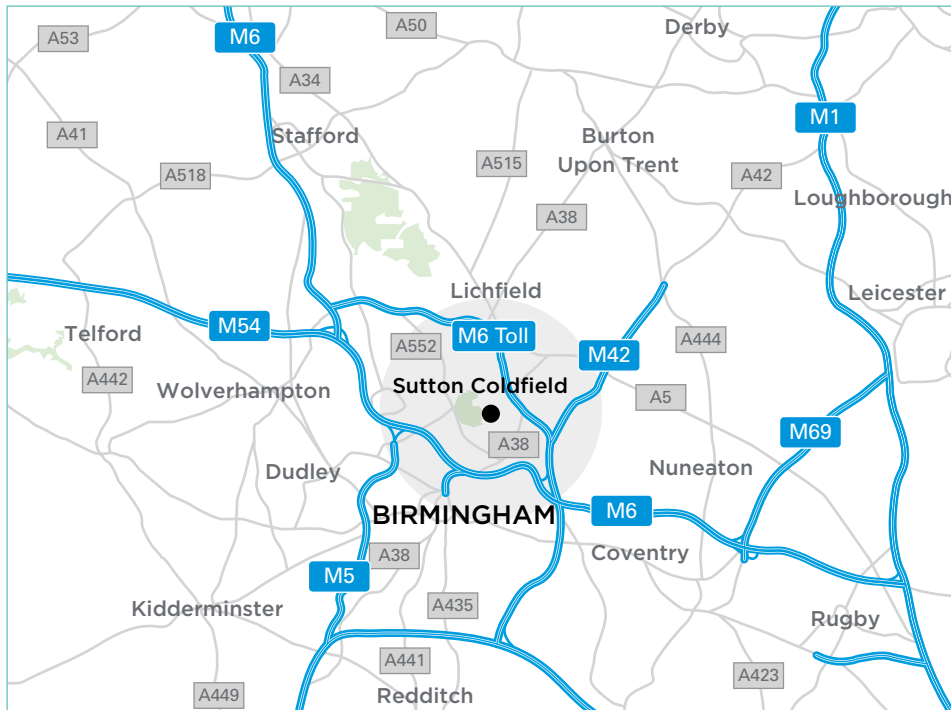 A53
M6
A50
Derby
A34
M1
A41
Stafford
Burton
Upon Trent
A515
A518
A42
Loughborough
A38
Lichfield
Leicester
M54
Telford
M6 Toll
A552
M42
A444
A442
Wolverhampton
Sutton Coldfield
A5
M69
A38
Dudley
Nuneaton
BIRMINGHAM
M6
A38
Coventry
M5
Kidderminster
A435
Rugby
A441
A423
A449
Redditch